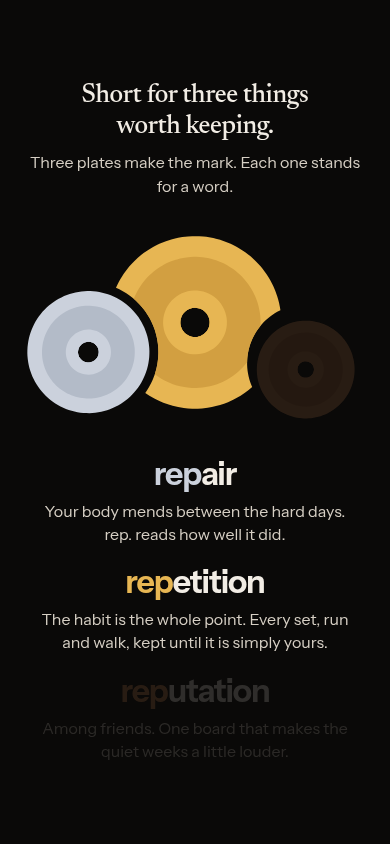 Short for three things
worth keeping.
Three plates make the mark. Each one stands
for a word.
repair
Your body mends between the hard days.
rep. reads how well it did.
repetition
The habit is the whole point. Every set, run
and walk, kept until it is simply yours.
reputation
Among friends. One board that makes the
quiet weeks a little louder.